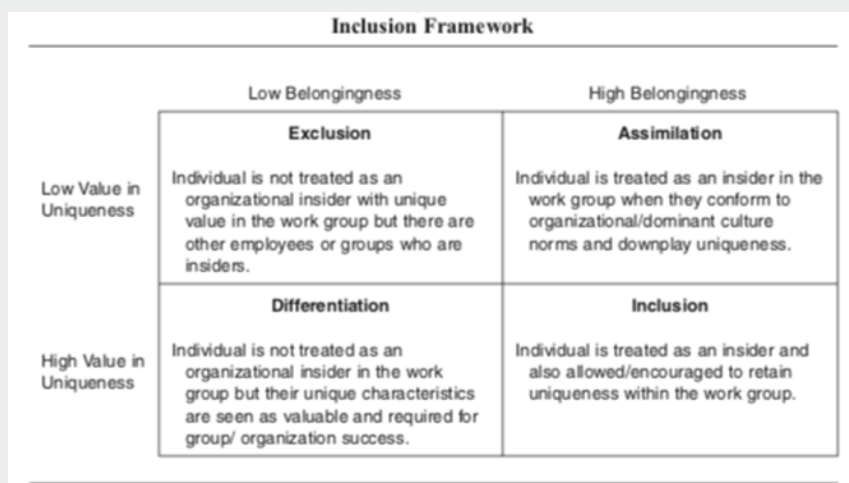 Inclusion Framework
Low Belongingness
High Belongingness
Low Value in
Uniqueness
Exclusion
Individual is not treated as an
organizational insider with unique
value in the work group but there are
other employees or groups who are
insiders.
Assimilation
Individual is treated as an insider in the
work group when they conform to
organizational/dominant culture
norms and downplay uniqueness.
High Value in
Uniqueness
Differentiation
Individual is not treated as an
organizational insider in the work
group but their unique characteristics
are seen as valuable and required for
group/ organization success.
Inclusion
Individual is treated as an insider and
also allowed/encouraged to retain
uniqueness within the work group.